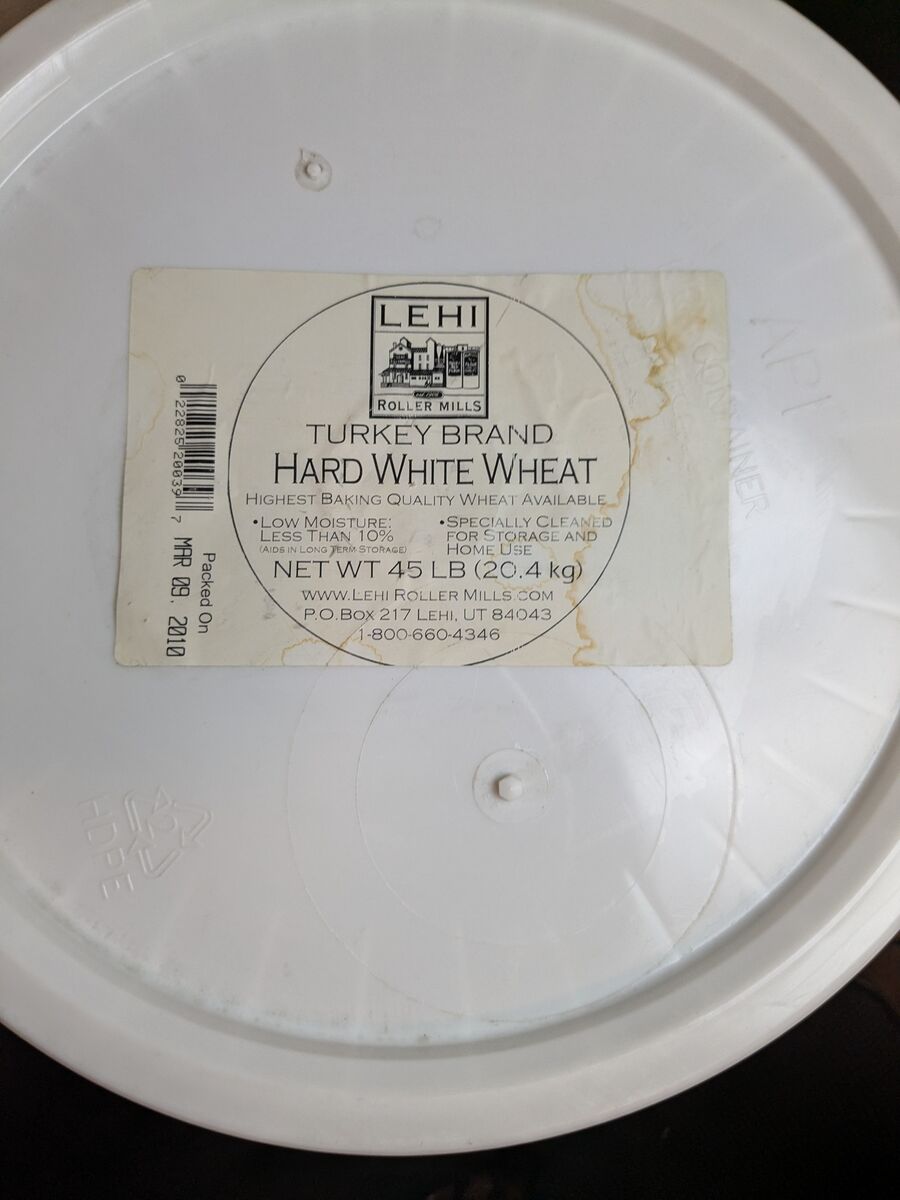 LEHI
ROLLER MILLS
TURKEY BRAND
HARD WHITE WHEAT
HIGHEST BAKING QUALITY WHEAT AVAILABLE
•LOW MOISTURE:
LESS THAN 10%
(AIDS IN LONG TERM STORAGE)
•SPECIALLY CLEANED
FOR STORAGE AND
HOME USE
NET WT 45 LB (20.4 kg)
WWW.LEHI ROLLER MILLS.COM
P.O.BOX 217 LEHI, UT 84043
1-800-660-4346
0 22825 20039 7
Packed On
MAR 09, 2010
2
HDPE